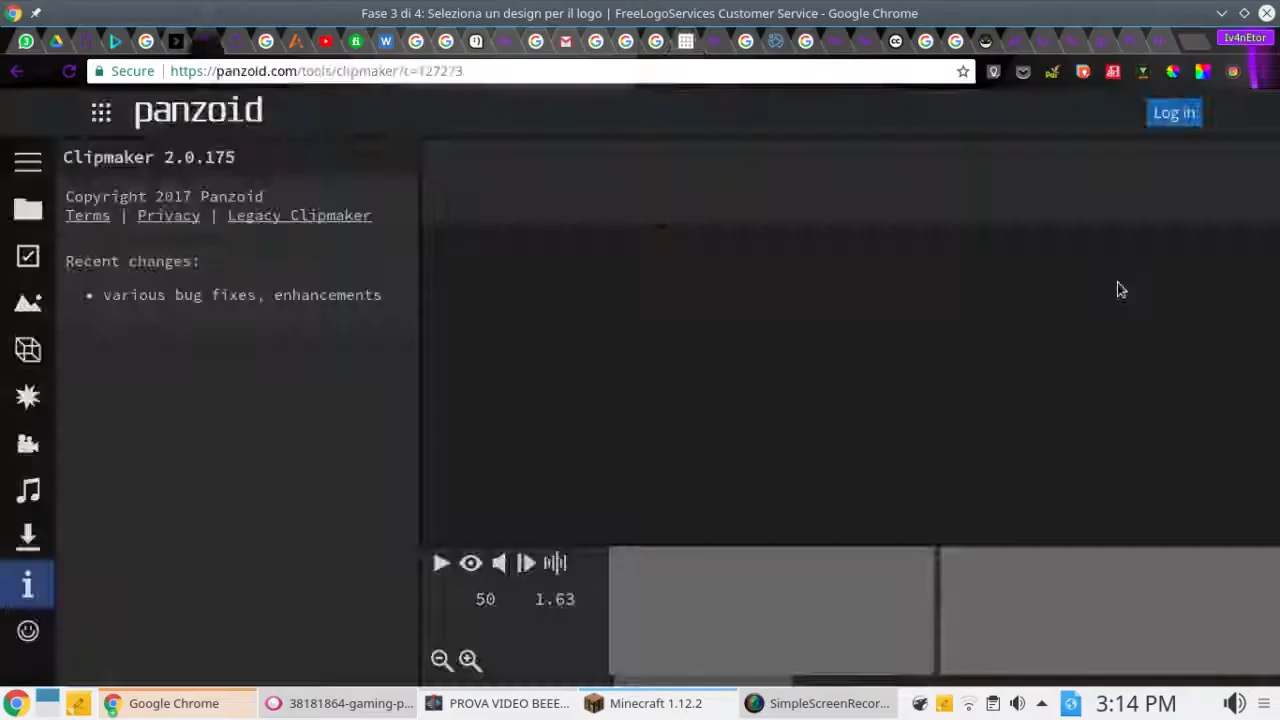 Fase 3 di 4: Seleziona un design per il logo | FreeLogoServices Customer Service - Google Chrome
Iv4nEtor
Secure https://panzoid.com/tools/clipmaker?c=127273
panzoid
Log in
Clipmaker 2.0.175
Copyright 2017 Panzoid
Terms | Privacy | Legacy Clipmaker
Recent changes:
• various bug fixes, enhancements
50 1.63
Google Chrome
38181864-gaming-p...
PROVA VIDEO BEEE...
Minecraft 1.12.2
SimpleScreenRecor...
3:14 PM